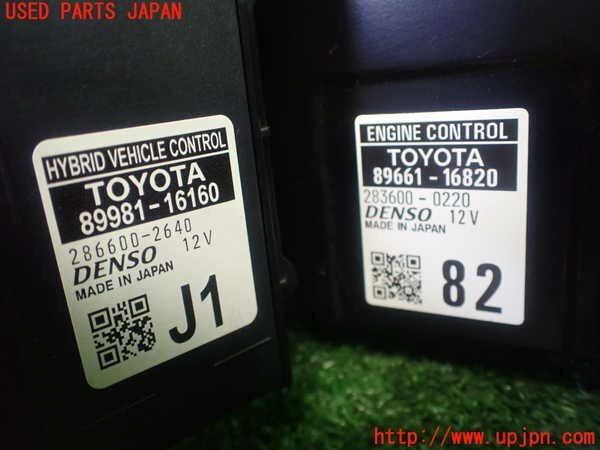 USED PARTS JAPAN
HYBRID VEHICLE CONTROL
TOYOTA
89981-16160
286600-2640
DENSO 12V
MADE IN JAPAN
J1
ENGINE CONTROL
TOYOTA
89661-16820
283600-0220
DENSO 12V
MADE IN JAPAN
82
http://www.upjpn.com/